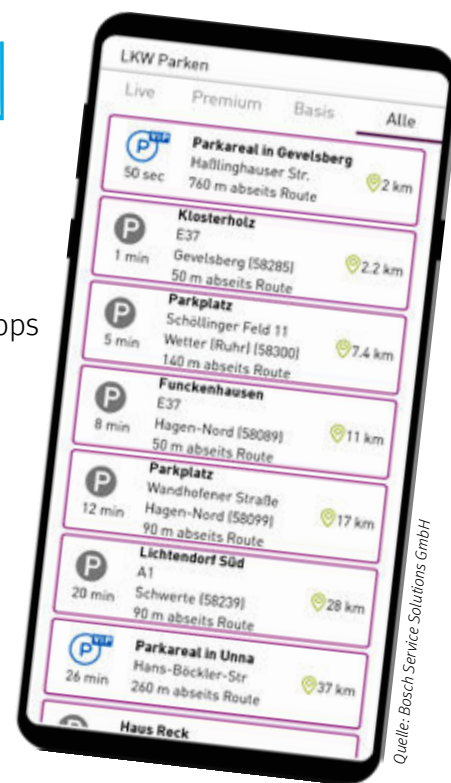 LKW Parken
Live Premium Basis Alle
P VIP
50 sec
Parkareal in Gevelsberg
Haßlinghauser Str.
760 m abseits Route
2 km
P
1 min
Klosterholz
E37
Gevelsberg (58285)
50 m abseits Route
2.2 km
P
5 min
Parkplatz
Schöllinger Feld 11
Wetter (Ruhr) (58300)
140 m abseits Route
7.4 km
P
8 min
Funckenhausen
E37
Hagen-Nord (58089)
50 m abseits Route
11 km
P
12 min
Parkplatz
Wandhofener Straße
Hagen-Nord (58099)
90 m abseits Route
17 km
P
20 min
Lichtendorf Süd
A1
Schwerte (58239)
90 m abseits Route
28 km
P VIP
26 min
Parkareal in Unna
Hans-Böckler-Str
260 m abseits Route
37 km
Haus Reck
Quelle: Bosch Service Solutions GmbH